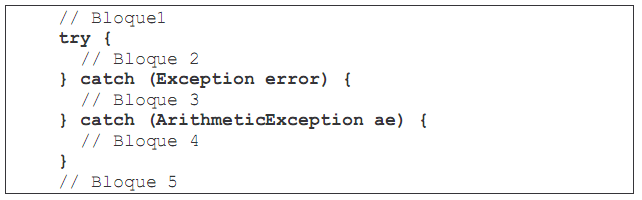 // Bloque1
try {
// Bloque 2
} catch (Exception error) {
// Bloque 3
} catch (ArithmeticException ae) {
// Bloque 4
}
// Bloque 5